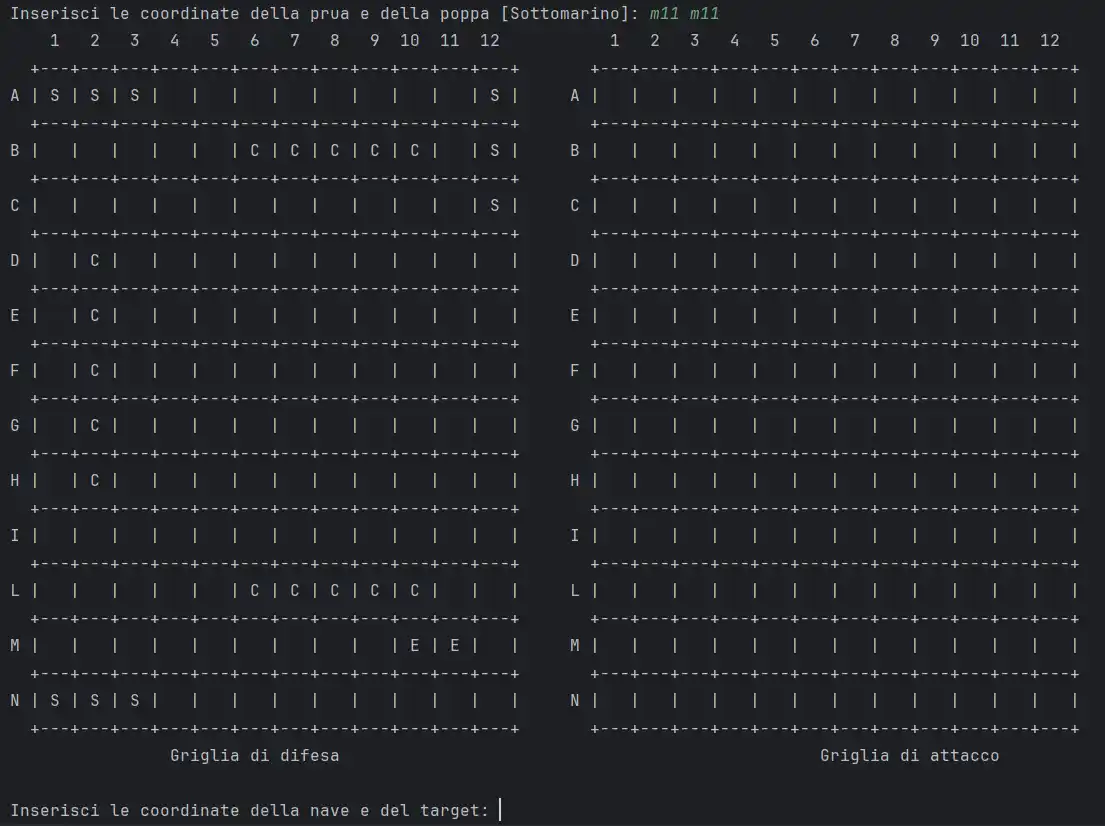 Inserisci le coordinate della prua e della poppa [Sottomarino]: m11 m11
    1   2   3   4   5   6   7   8   9   10  11  12            1   2   3   4   5   6   7   8   9   10  11  12
  +---+---+---+---+---+---+---+---+---+---+---+---+       +---+---+---+---+---+---+---+---+---+---+---+---+
A | S | S | S |   |   |   |   |   |   |   |   | S |     A |   |   |   |   |   |   |   |   |   |   |   |   |
  +---+---+---+---+---+---+---+---+---+---+---+---+       +---+---+---+---+---+---+---+---+---+---+---+---+
B |   |   |   |   |   | C | C | C | C | C |   | S |     B |   |   |   |   |   |   |   |   |   |   |   |   |
  +---+---+---+---+---+---+---+---+---+---+---+---+       +---+---+---+---+---+---+---+---+---+---+---+---+
C |   |   |   |   |   |   |   |   |   |   |   | S |     C |   |   |   |   |   |   |   |   |   |   |   |   |
  +---+---+---+---+---+---+---+---+---+---+---+---+       +---+---+---+---+---+---+---+---+---+---+---+---+
D |   | C |   |   |   |   |   |   |   |   |   |   |     D |   |   |   |   |   |   |   |   |   |   |   |   |
  +---+---+---+---+---+---+---+---+---+---+---+---+       +---+---+---+---+---+---+---+---+---+---+---+---+
E |   | C |   |   |   |   |   |   |   |   |   |   |     E |   |   |   |   |   |   |   |   |   |   |   |   |
  +---+---+---+---+---+---+---+---+---+---+---+---+       +---+---+---+---+---+---+---+---+---+---+---+---+
F |   | C |   |   |   |   |   |   |   |   |   |   |     F |   |   |   |   |   |   |   |   |   |   |   |   |
  +---+---+---+---+---+---+---+---+---+---+---+---+       +---+---+---+---+---+---+---+---+---+---+---+---+
G |   | C |   |   |   |   |   |   |   |   |   |   |     G |   |   |   |   |   |   |   |   |   |   |   |   |
  +---+---+---+---+---+---+---+---+---+---+---+---+       +---+---+---+---+---+---+---+---+---+---+---+---+
H |   | C |   |   |   |   |   |   |   |   |   |   |     H |   |   |   |   |   |   |   |   |   |   |   |   |
  +---+---+---+---+---+---+---+---+---+---+---+---+       +---+---+---+---+---+---+---+---+---+---+---+---+
I |   |   |   |   |   |   |   |   |   |   |   |   |     I |   |   |   |   |   |   |   |   |   |   |   |   |
  +---+---+---+---+---+---+---+---+---+---+---+---+       +---+---+---+---+---+---+---+---+---+---+---+---+
L |   |   |   |   |   | C | C | C | C | C |   |   |     L |   |   |   |   |   |   |   |   |   |   |   |   |
  +---+---+---+---+---+---+---+---+---+---+---+---+       +---+---+---+---+---+---+---+---+---+---+---+---+
M |   |   |   |   |   |   |   |   |   | E | E |   |     M |   |   |   |   |   |   |   |   |   |   |   |   |
  +---+---+---+---+---+---+---+---+---+---+---+---+       +---+---+---+---+---+---+---+---+---+---+---+---+
N | S | S | S |   |   |   |   |   |   |   |   |   |     N |   |   |   |   |   |   |   |   |   |   |   |   |
  +---+---+---+---+---+---+---+---+---+---+---+---+       +---+---+---+---+---+---+---+---+---+---+---+---+
                Griglia di difesa                                                Griglia di attacco
Inserisci le coordinate della nave e del target: